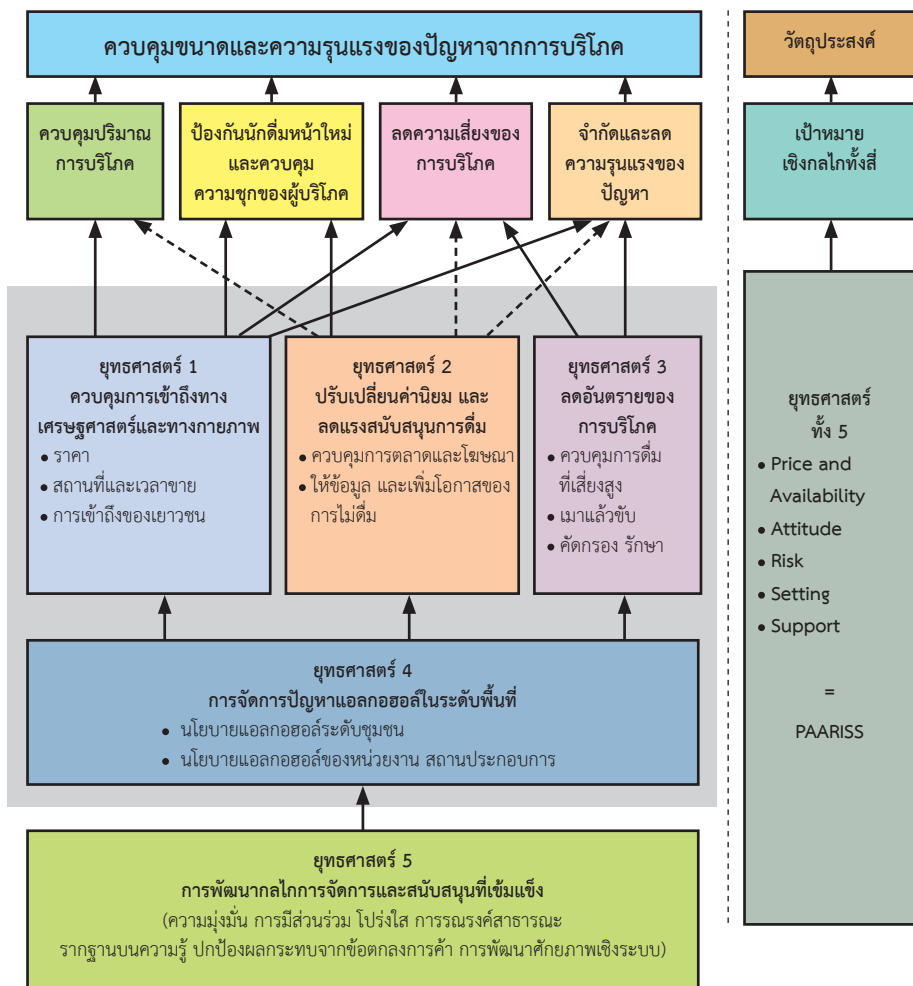 ควบคุมขนาดและความรุนแรงของปัญหาจากการบริโภค
ควบคุมปริมาณ
การบริโภค
ป้องกันนักดื่มหน้าใหม่
และควบคุม
ความชุกของผู้บริโภค
ลดความเสี่ยงของ
การบริโภค
จำกัดและลด
ความรุนแรงของ
ปัญหา
ยุทธศาสตร์ 1
ควบคุมการเข้าถึงทาง
เศรษฐศาสตร์และทางกายภาพ
• ราคา
• สถานที่และเวลาขาย
• การเข้าถึงของเยาวชน
ยุทธศาสตร์ 2
ปรับเปลี่ยนค่านิยม และ
ลดแรงสนับสนุนการดื่ม
• ควบคุมการตลาดและโฆษณา
• ให้ข้อมูล และเพิ่มโอกาสของ
การไม่ดื่ม
ยุทธศาสตร์ 3
ลดอันตรายของ
การบริโภค
• ควบคุมการดื่ม
ที่เสี่ยงสูง
• เมาแล้วขับ
• คัดกรอง รักษา
ยุทธศาสตร์ 4
การจัดการปัญหาแอลกอฮอล์ในระดับพื้นที่
• นโยบายแอลกอฮอล์ระดับชุมชน
• นโยบายแอลกอฮอล์ของหน่วยงาน สถานประกอบการ
ยุทธศาสตร์ 5
การพัฒนากลไกการจัดการและสนับสนุนที่เข้มแข็ง
(ความมุ่งมั่น การมีส่วนร่วม โปร่งใส การรณรงค์สาธารณะ
รากฐานบนความรู้ ปกป้องผลกระทบจากข้อตกลงการค้า การพัฒนาศักยภาพเชิงระบบ)
วัตถุประสงค์
เป้าหมาย
เชิงกลไกทั้งสี่
ยุทธศาสตร์
ทั้ง 5
• Price and
Availability
• Attitude
• Risk
• Setting
• Support
=
PAARISS